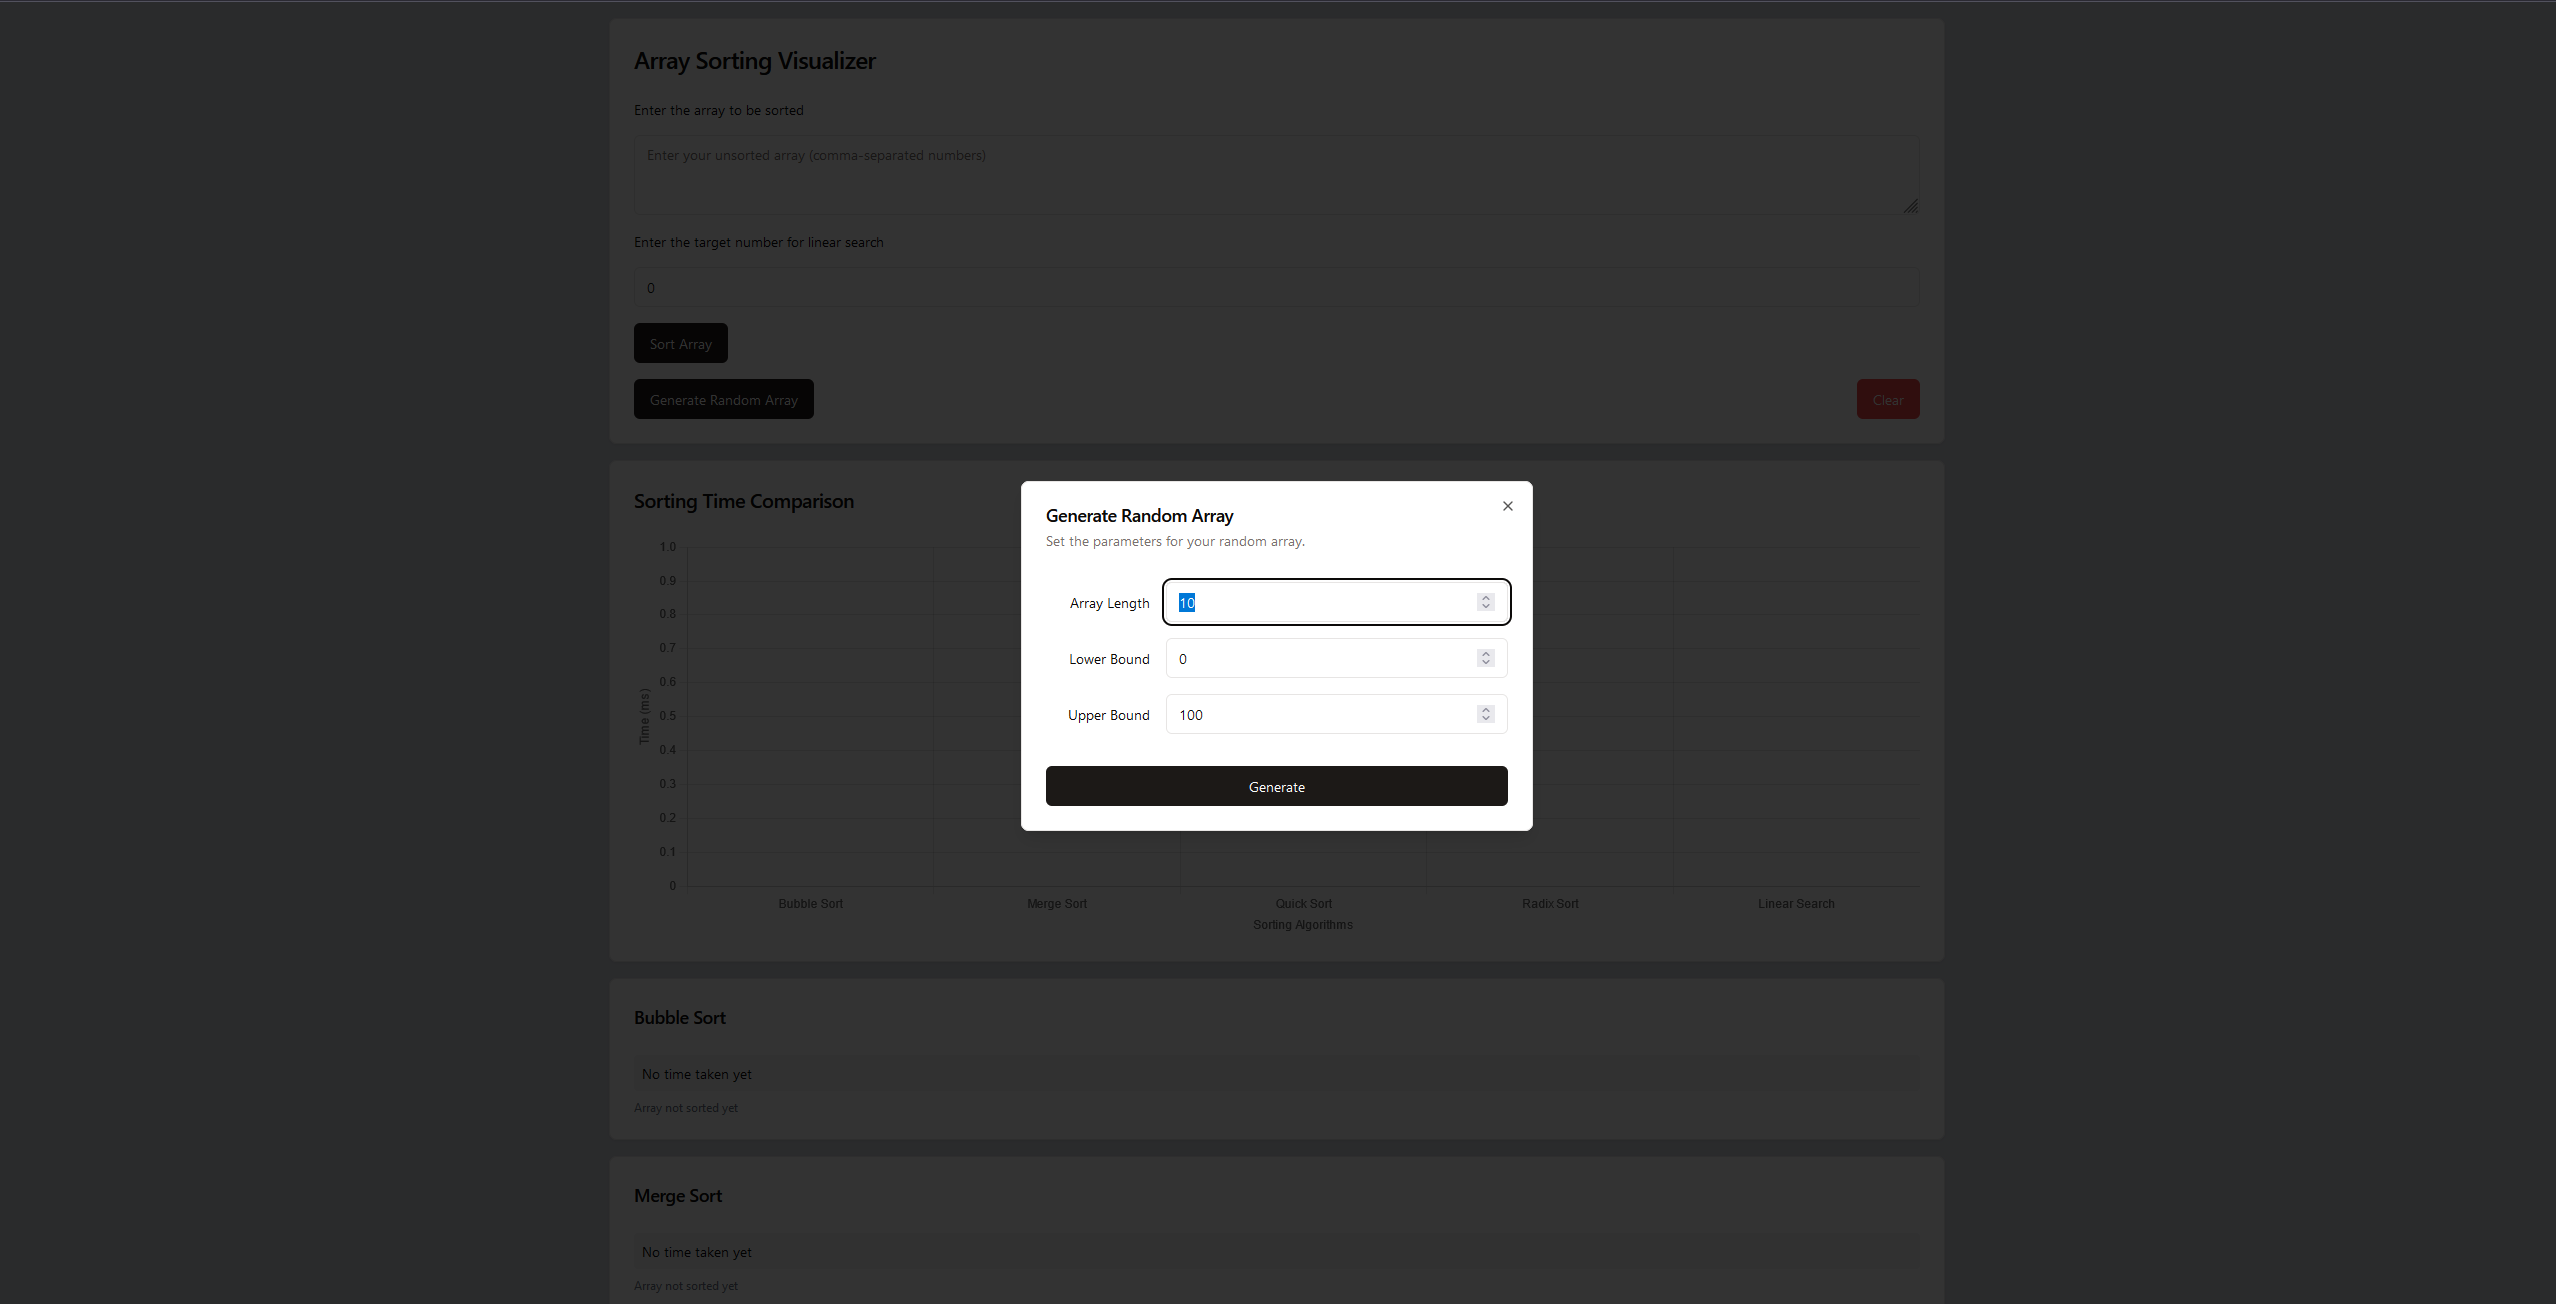 Array Sorting Visualizer
Enter the array to be sorted
Enter your unsorted array (comma-separated numbers)
Enter the target number for linear search
0
Sort Array
Generate Random Array
Clear
Sorting Time Comparison
1.0
0.9
0.8
0.7
0.6
0.5
0.4
0.3
0.2
0.1
0
Time (ms)
Bubble Sort
Merge Sort
Quick Sort
Radix Sort
Linear Search
Sorting Algorithms
Generate Random Array
Set the parameters for your random array.
Array Length
10
Lower Bound
0
Upper Bound
100
Generate
Bubble Sort
No time taken yet
Array not sorted yet
Merge Sort
No time taken yet
Array not sorted yet